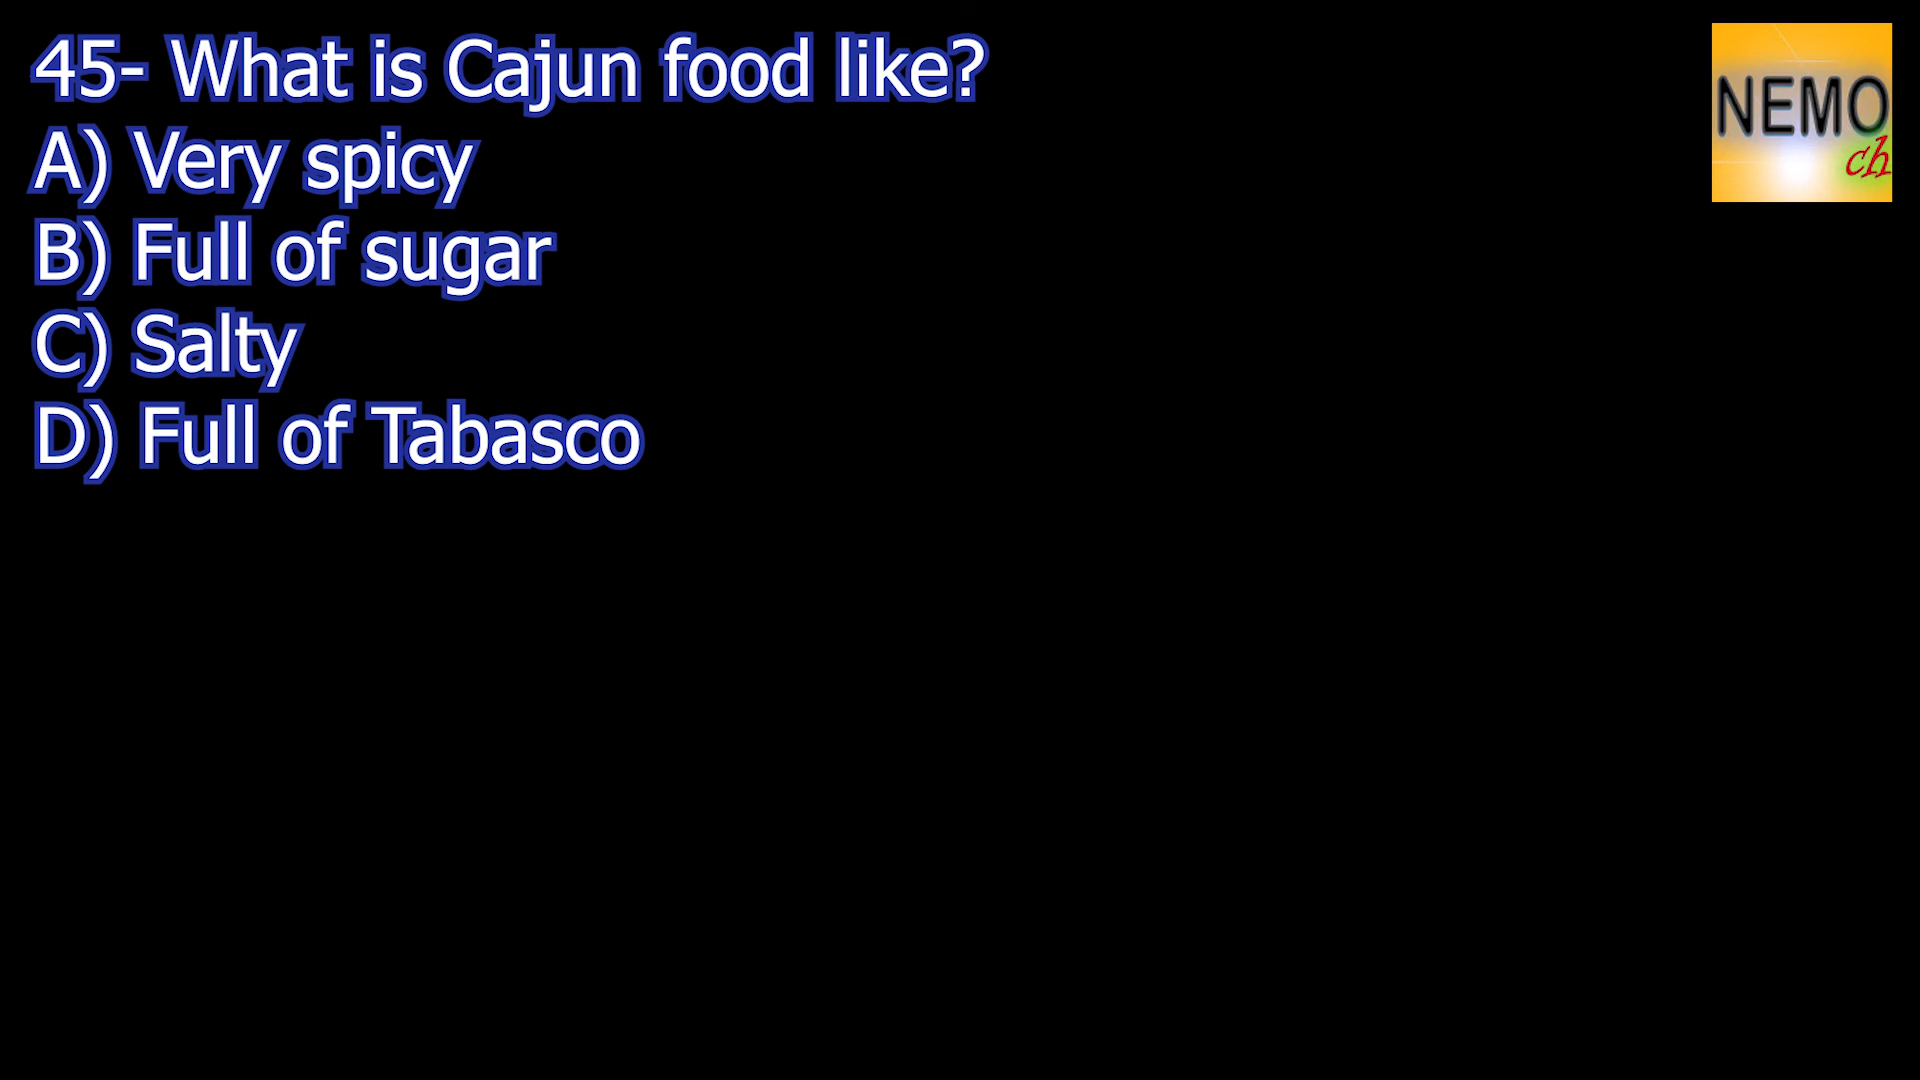 45- What is Cajun food like?
A) Very spicy
B) Full of sugar
C) Salty
D) Full of Tabasco
NEMO
ch